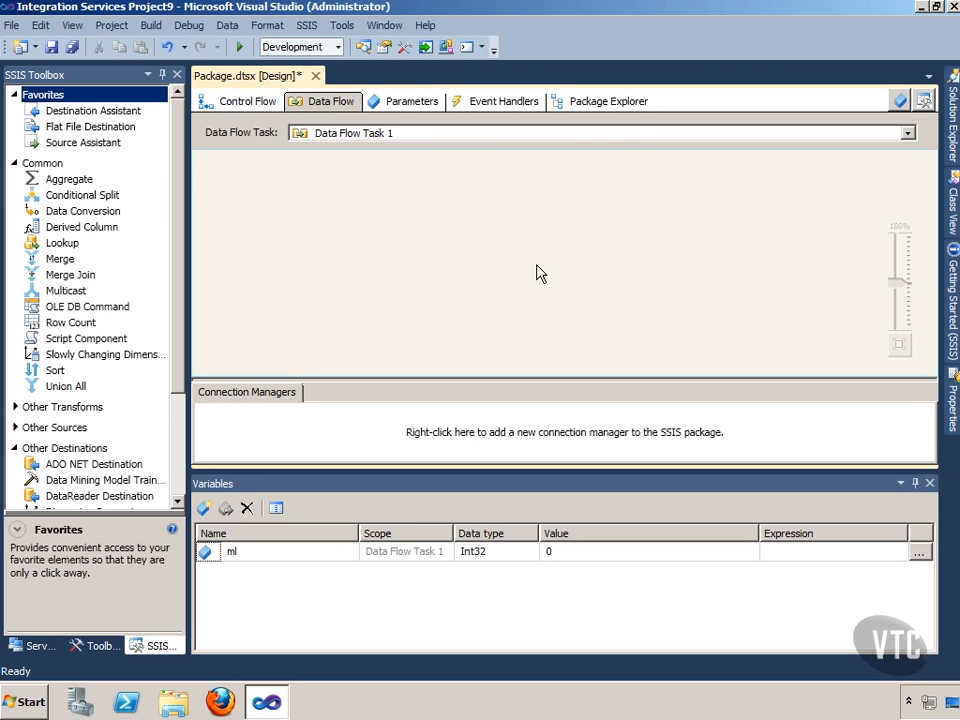 Integration Services Project9 - Microsoft Visual Studio (Administrator)
File Edit View Project Build Debug Data Format SSIS Tools Window Help
Development
SSIS Toolbox
Favorites
Destination Assistant
Flat File Destination
Source Assistant
Common
Aggregate
Conditional Split
Data Conversion
Derived Column
Lookup
Merge
Merge Join
Multicast
OLE DB Command
Row Count
Script Component
Slowly Changing Dimens...
Sort
Union All
Other Transforms
Other Sources
Other Destinations
ADO NET Destination
Data Mining Model Train...
DataReader Destination
Favorites
Provides convenient access to your
favorite elements so that they are
only a click away.
Serv... Toolb... SSIS...
Package.dtsx [Design]*
Control Flow Data Flow Parameters Event Handlers Package Explorer
Data Flow Task: Data Flow Task 1
100%
Connection Managers
Right-click here to add a new connection manager to the SSIS package.
Variables
Name Scope Data type Value Expression
ml Data Flow Task 1 Int32 0 ...
Solution Explorer
Class View
Getting Started (SSIS)
Properties
VTC
Ready
Start